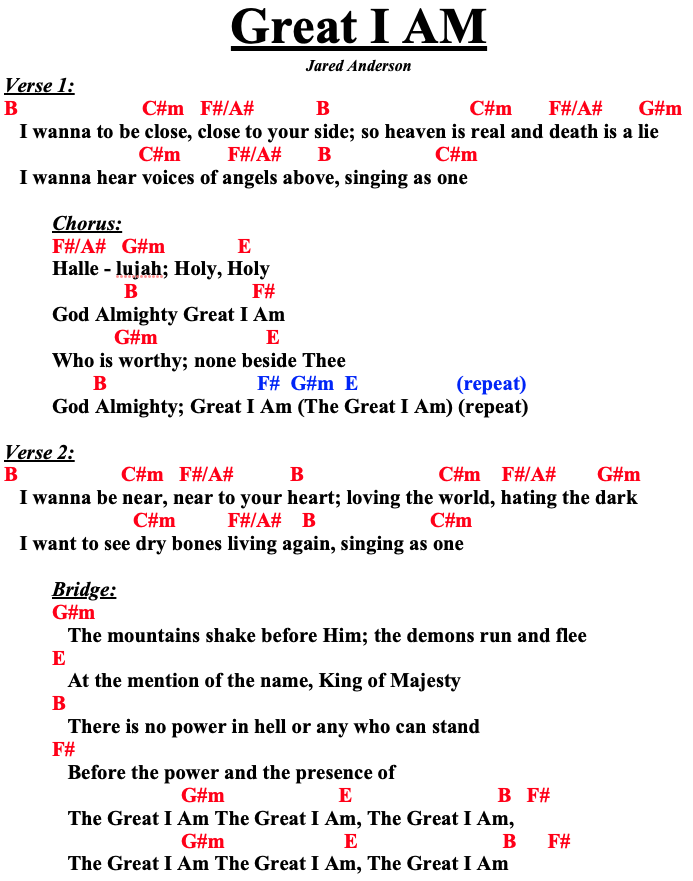 Great I AM
Jared Anderson
Verse 1:
B C#m F#/A# B C#m F#/A# G#m
I wanna to be close, close to your side; so heaven is real and death is a lie
C#m F#/A# B C#m
I wanna hear voices of angels above, singing as one
Chorus:
F#/A# G#m E
Halle - lujah; Holy, Holy
B F#
God Almighty Great I Am
G#m E
Who is worthy; none beside Thee
B F# G#m E (repeat)
God Almighty; Great I Am (The Great I Am) (repeat)
Verse 2:
B C#m F#/A# B C#m F#/A# G#m
I wanna be near, near to your heart; loving the world, hating the dark
C#m F#/A# B C#m
I want to see dry bones living again, singing as one
Bridge:
G#m
The mountains shake before Him; the demons run and flee
E
At the mention of the name, King of Majesty
B
There is no power in hell or any who can stand
F#
Before the power and the presence of
G#m E B F#
The Great I Am The Great I Am, The Great I Am,
G#m E B F#
The Great I Am The Great I Am, The Great I Am